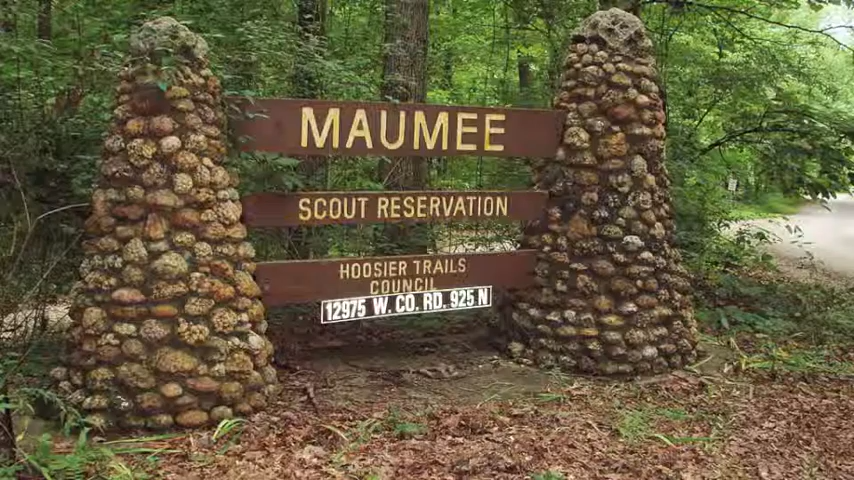 MAUMEE
SCOUT RESERVATION
HOOSIER TRAILS
COUNCIL
12975 W. CO. RD. 925 N